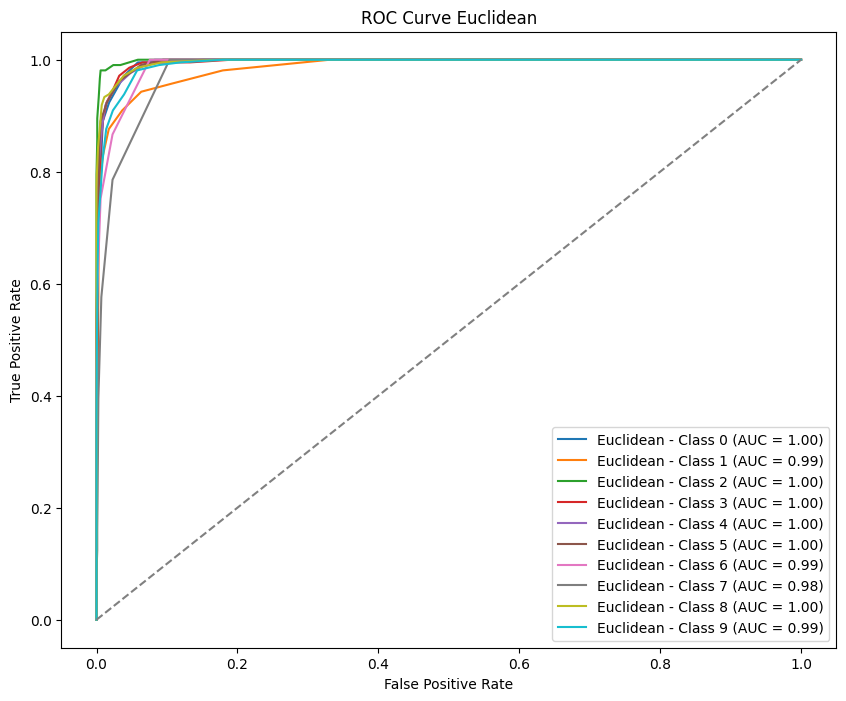 ROC Curve Euclidean
1.0
0.8
0.6
0.4
0.2
0.0
True Positive Rate
Euclidean - Class 0 (AUC = 1.00)
Euclidean - Class 1 (AUC = 0.99)
Euclidean - Class 2 (AUC = 1.00)
Euclidean - Class 3 (AUC = 1.00)
Euclidean - Class 4 (AUC = 1.00)
Euclidean - Class 5 (AUC = 1.00)
Euclidean - Class 6 (AUC = 0.99)
Euclidean - Class 7 (AUC = 0.98)
Euclidean - Class 8 (AUC = 1.00)
Euclidean - Class 9 (AUC = 0.99)
0.0 0.2 0.4 0.6 0.8 1.0
False Positive Rate